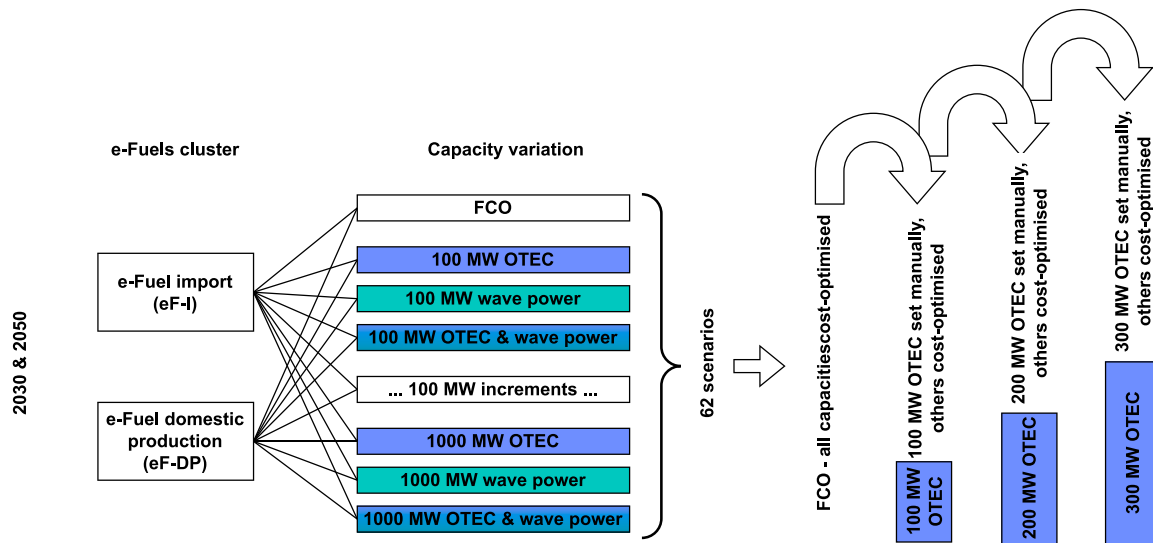 2030 & 2050
e-Fuels cluster
e-Fuel import
(eF-I)
e-Fuel domestic
production
(eF-DP)
Capacity variation
FCO
100 MW OTEC
100 MW wave power
100 MW OTEC & wave power
... 100 MW increments ...
1000 MW OTEC
1000 MW wave power
1000 MW OTEC & wave power
62 scenarios
FCO - all capacitiescost-optimised
100 MW OTEC set manually,
others cost-optimised
100 MW
OTEC
200 MW OTEC set manually,
others cost-optimised
200 MW OTEC
300 MW OTEC set manually,
others cost-optimised
300 MW OTEC